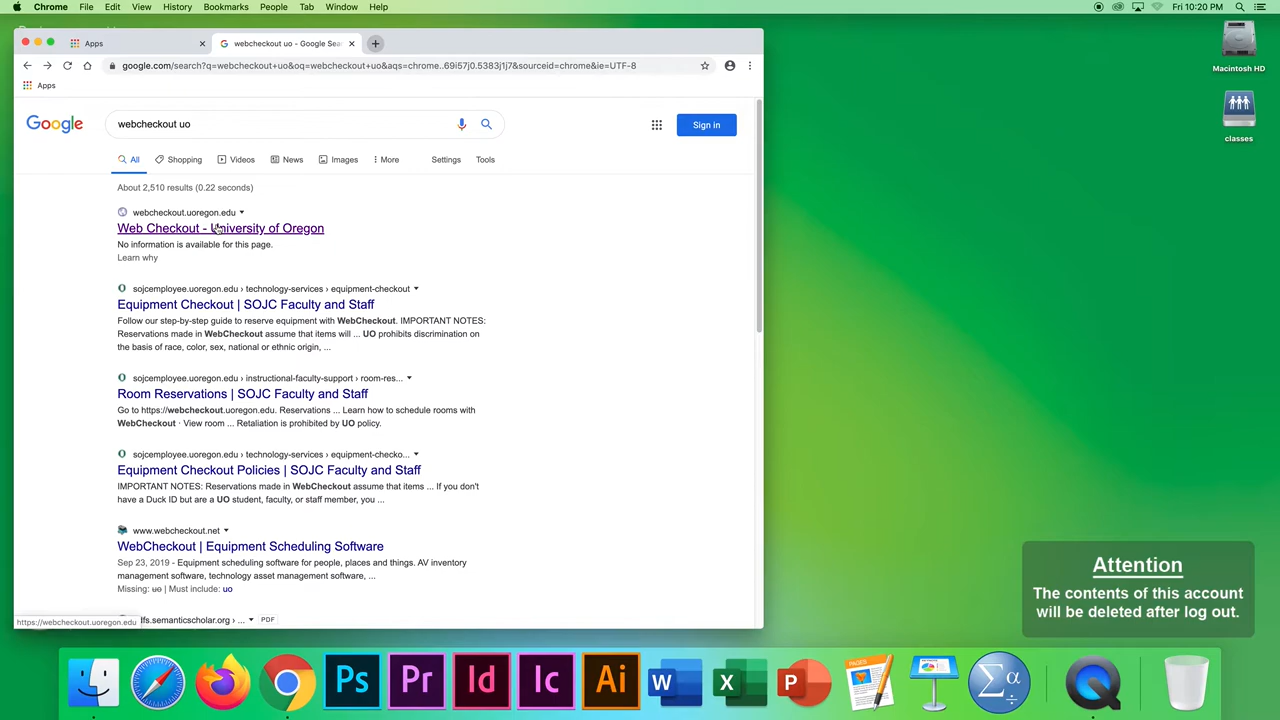 Chrome File Edit View History Bookmarks People Tab Window Help Fri 10:20 PM
Apps webcheckout uo - Google Sea
google.com/search?q=webcheckout+uo&oq=webcheckout+uo&aqs=chrome..69i57j0.5383j1j7&sourceid=chrome&ie=UTF-8
Apps
Google webcheckout uo Sign in
All Shopping Videos News Images More Settings Tools
About 2,510 results (0.22 seconds)
webcheckout.uoregon.edu
Web Checkout - University of Oregon
No information is available for this page.
Learn why
sojcemployee.uoregon.edu › technology-services › equipment-checkout
Equipment Checkout | SOJC Faculty and Staff
Follow our step-by-step guide to reserve equipment with WebCheckout. IMPORTANT NOTES:
Reservations made in WebCheckout assume that items will ... UO prohibits discrimination on
the basis of race, color, sex, national or ethnic origin, ...
sojcemployee.uoregon.edu › instructional-faculty-support › room-res...
Room Reservations | SOJC Faculty and Staff
Go to https://webcheckout.uoregon.edu. Reservations ... Learn how to schedule rooms with
WebCheckout · View room ... Retaliation is prohibited by UO policy.
sojcemployee.uoregon.edu › technology-services › equipment-checko...
Equipment Checkout Policies | SOJC Faculty and Staff
IMPORTANT NOTES: Reservations made in WebCheckout assume that items ... If you don't
have a Duck ID but are a UO student, faculty, or staff member, you ...
www.webcheckout.net
WebCheckout | Equipment Scheduling Software
Sep 23, 2019 - Equipment scheduling software for people, places and things. AV inventory
management software, technology asset management software, ...
Missing: uo | Must include: uo
dfs.semanticscholar.org › ... PDF
https://webcheckout.uoregon.edu
Macintosh HD
classes
Attention
The contents of this account
will be deleted after log out.
Ps Pr Id Ic Ai W X P PAGES Σα